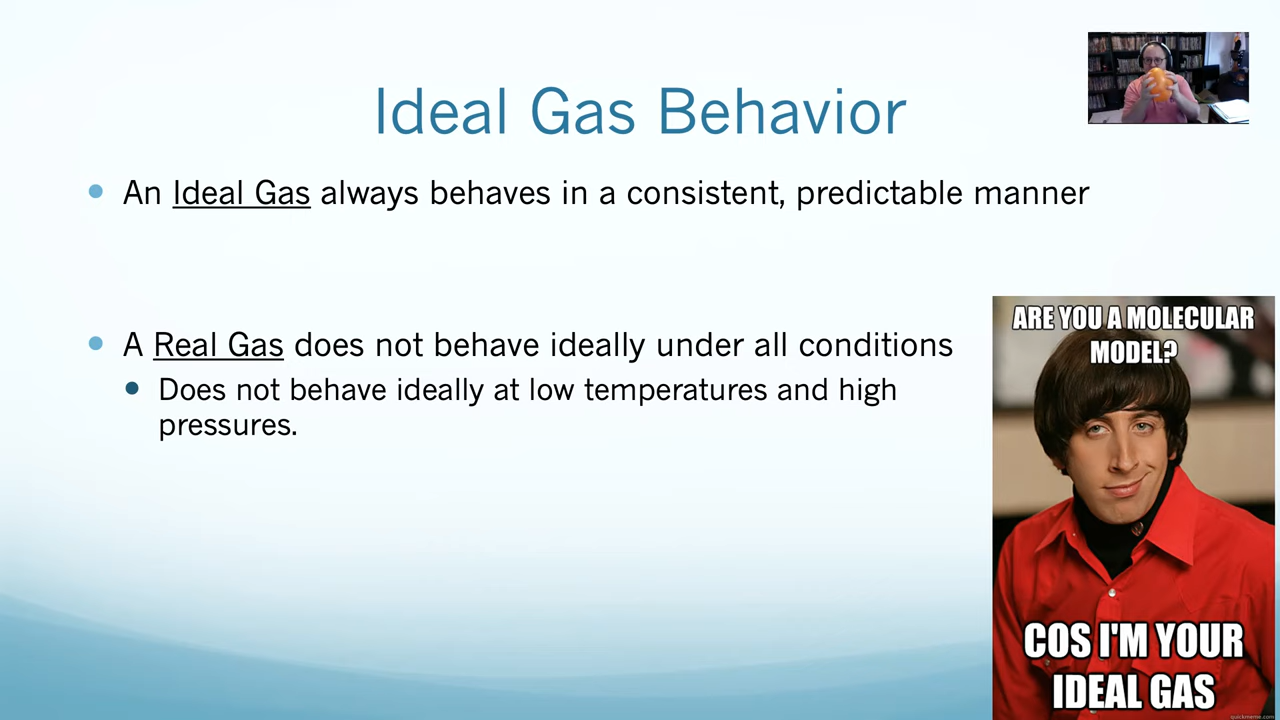 Ideal Gas Behavior
An Ideal Gas always behaves in a consistent, predictable manner
A Real Gas does not behave ideally under all conditions
Does not behave ideally at low temperatures and high
pressures.
ARE YOU A MOLECULAR
MODEL?
COS I'M YOUR
IDEAL GAS
quickmeme.com